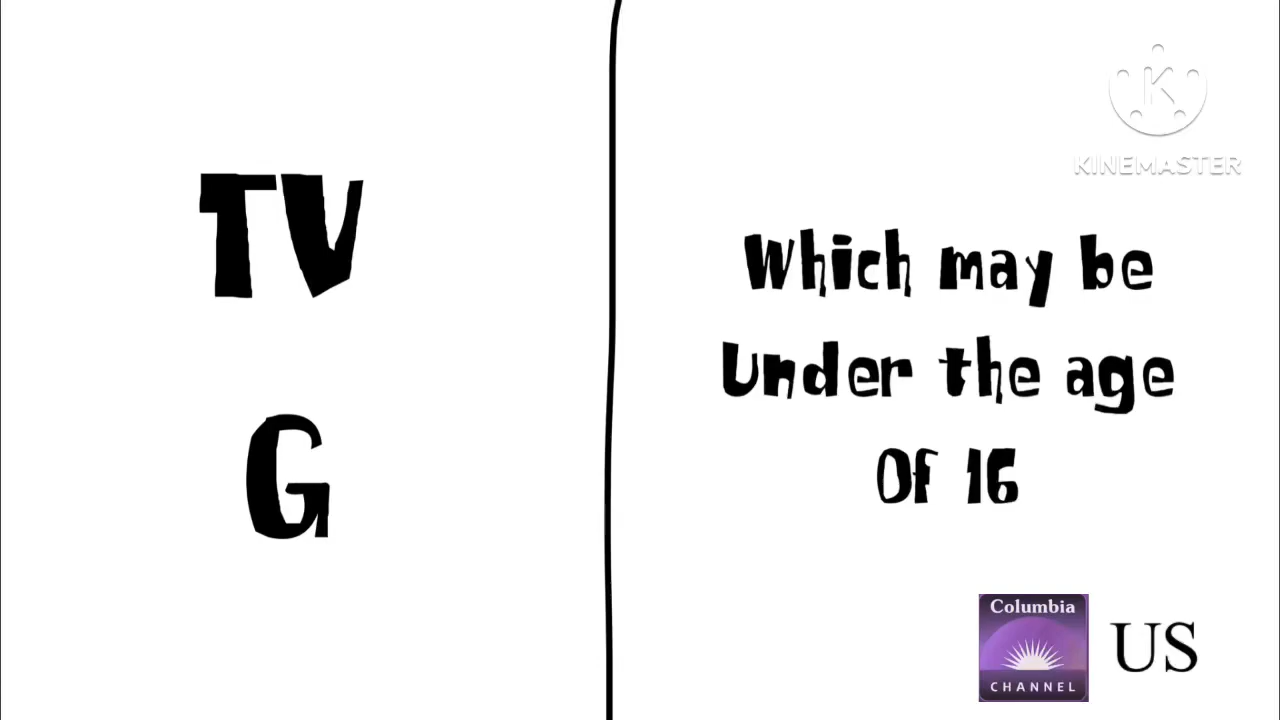 TV
G
Which may be
Under the age
Of 16
KINEMASTER
Columbia
CHANNEL
US